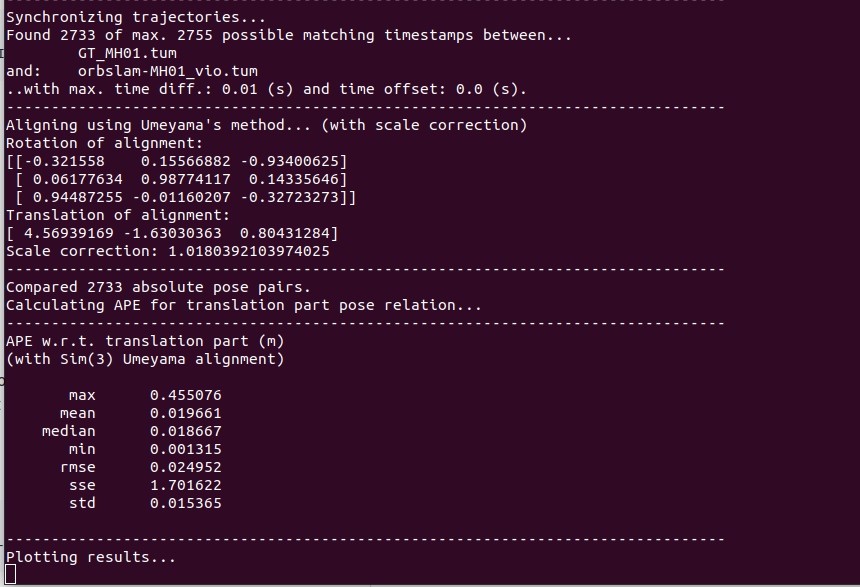 --------------------------------------------------------------------------------
Synchronizing trajectories...
Found 2733 of max. 2755 possible matching timestamps between...
        GT_MH01.tum
and:    orbslam-MH01_vio.tum
..with max. time diff.: 0.01 (s) and time offset: 0.0 (s).
--------------------------------------------------------------------------------
Aligning using Umeyama's method... (with scale correction)
Rotation of alignment:
[[-0.321558    0.15566882 -0.93400625]
 [ 0.06177634  0.98774117  0.14335646]
 [ 0.94487255 -0.01160207 -0.32723273]]
Translation of alignment:
[ 4.56939169 -1.63030363  0.80431284]
Scale correction: 1.0180392103974025
--------------------------------------------------------------------------------
Compared 2733 absolute pose pairs.
Calculating APE for translation part pose relation...
--------------------------------------------------------------------------------
APE w.r.t. translation part (m)
(with Sim(3) Umeyama alignment)

       max      0.455076
      mean      0.019661
    median      0.018667
       min      0.001315
      rmse      0.024952
       sse      1.701622
       std      0.015365

--------------------------------------------------------------------------------
Plotting results...